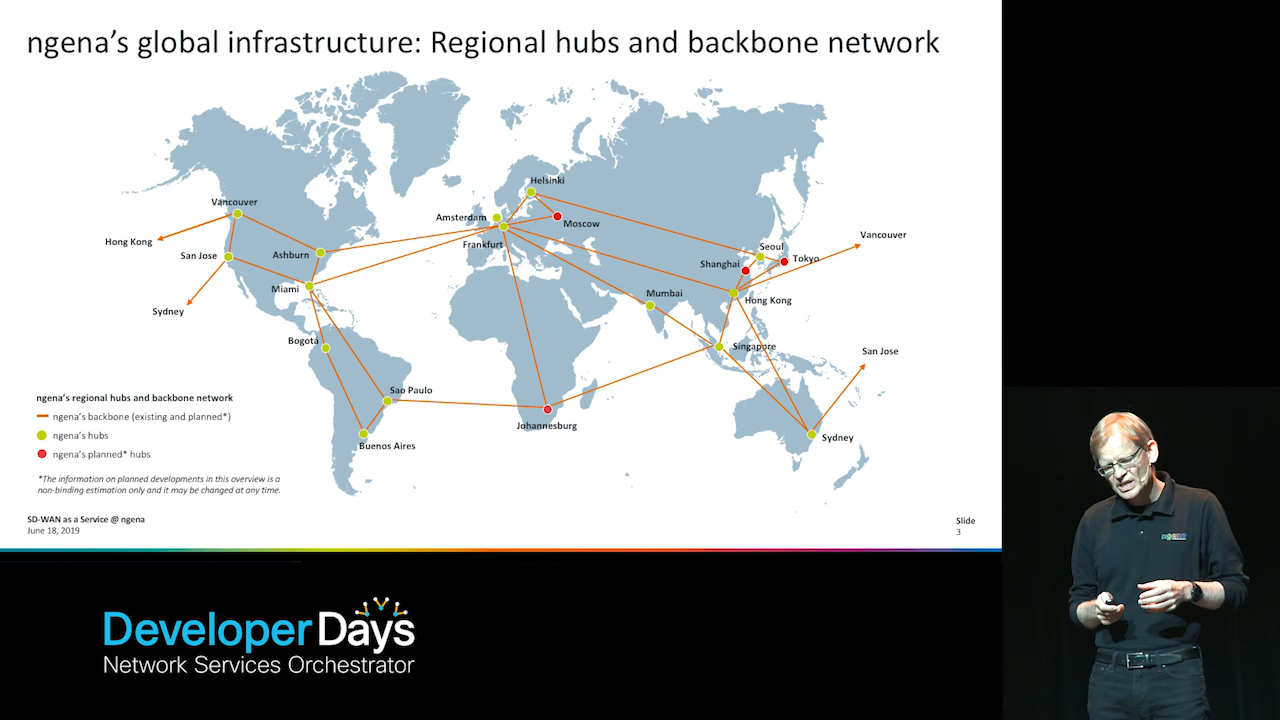 ngena's global infrastructure: Regional hubs and backbone network
Helsinki
Vancouver
Amsterdam
Moscow
Hong Kong
Frankfurt
Vancouver
San Jose
Ashburn
Seoul
Shanghai
Tokyo
Miami
Mumbai
Hong Kong
Sydney
Bogotá
Singapore
San Jose
Sao Paulo
Johannesburg
Sydney
Buenos Aires
ngena's regional hubs and backbone network
ngena's backbone (existing and planned*)
ngena's hubs
ngena's planned* hubs
*The information on planned developments in this overview is a
non-binding estimation only and it may be changed at any time.
SD-WAN as a Service @ ngena
June 18, 2019
Slide
3
ngena
DeveloperDays
Network Services Orchestrator